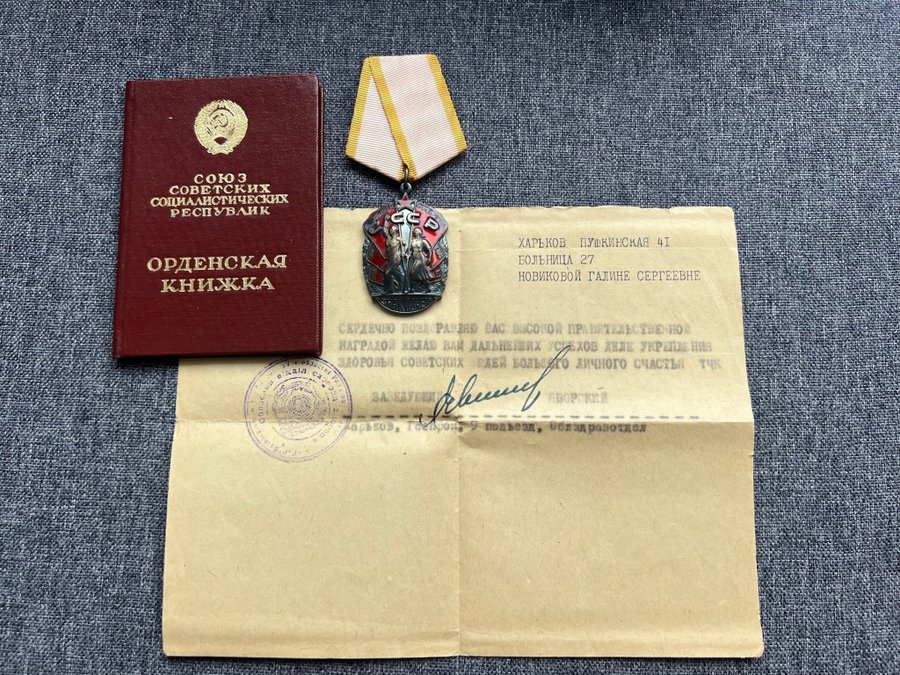 СОЮЗ
СОВЕТСКИХ
СОЦИАЛИСТИЧЕСКИХ
РЕСПУБЛИК
ОРДЕНСКАЯ
КНИЖКА
СССР
ХАРЬКОВ ПУШКИНСКАЯ 41
БОЛЬНИЦА 27
НОВИКОВОЙ ГАЛИНЕ СЕРГЕЕВНЕ
СЕРДЕЧНО ПОЗДРАВЛЯЮ ВАС ВЫСОКОЙ ПРАВИТЕЛЬСТВЕННОЙ
НАГРАДОЙ ЖЕЛАЮ ВАМ ДАЛЬНЕЙШИХ УСПЕХОВ ДЕЛЕ УКРЕПЛЕНИЯ
ЗДОРОВЬЯ СОВЕТСКИХ ЛЮДЕЙ БОЛЬШОГО ЛИЧНОГО СЧАСТЬЯ ТЧК
ЯВОРСКИЙ
Харьков, Госпром, 9 подъезд, Облздравотдел